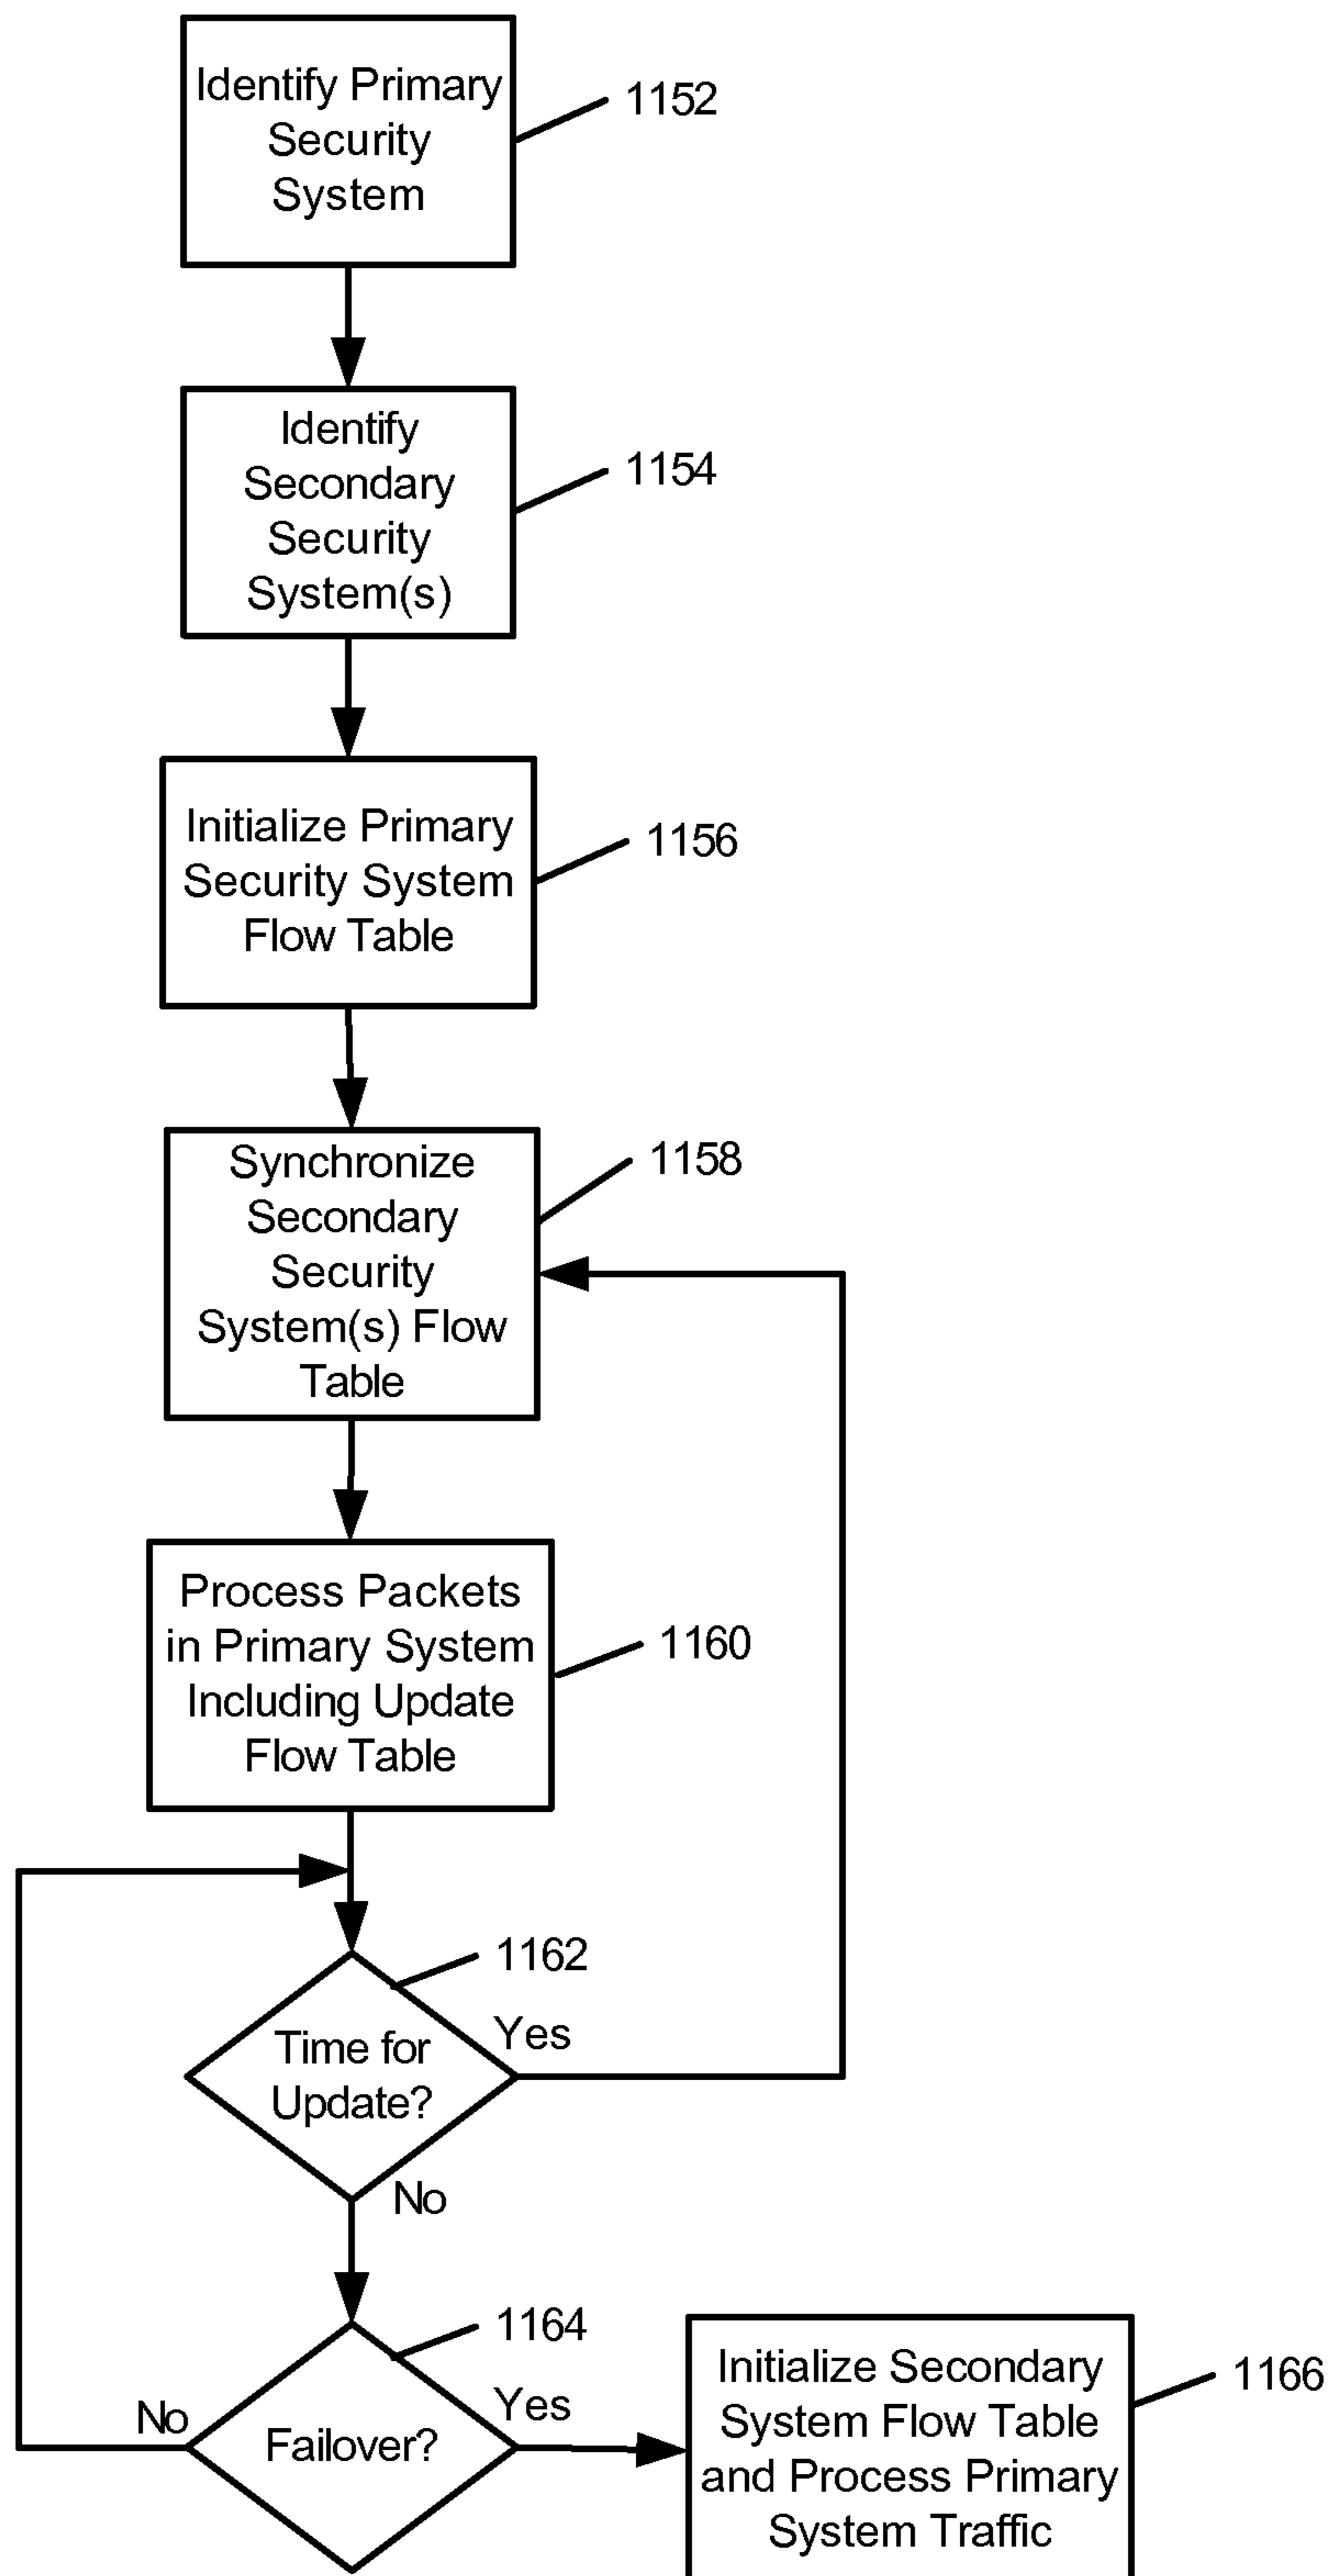 Identify Primary
Security
System
1152
Identify
Secondary
Security
System(s)
1154
Initialize Primary
Security System
Flow Table
1156
Synchronize
Secondary
Security
System(s) Flow
Table
1158
Process Packets
in Primary System
Including Update
Flow Table
1160
1162
Time for
Update?
Yes
No
1164
Failover?
No
Yes
Initialize Secondary
System Flow Table
and Process Primary
System Traffic
1166